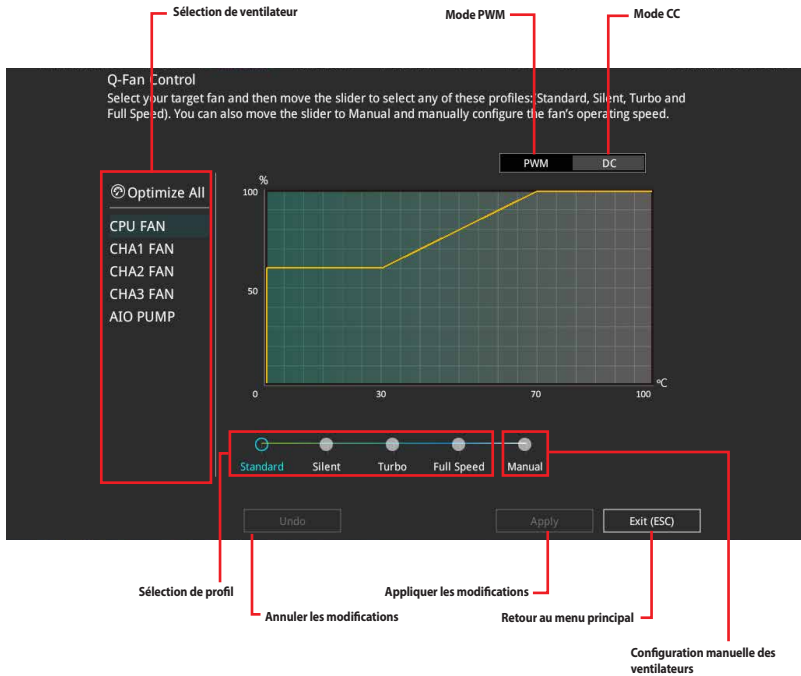 Sélection de ventilateur
Mode PWM
Mode CC
Q-Fan Control
Select your target fan and then move the slider to select any of these profiles:(Standard, Silent, Turbo and
Full Speed). You can also move the slider to Manual and manually configure the fan's operating speed.
PWM
DC
Optimize All
CPU FAN
CHA1 FAN
CHA2 FAN
CHA3 FAN
AIO PUMP
%
100
50
0
30
70
100
ºC
Standard
Silent
Turbo
Full Speed
Manual
Undo
Apply
Exit (ESC)
Sélection de profil
Appliquer les modifications
Annuler les modifications
Retour au menu principal
Configuration manuelle des
ventilateurs